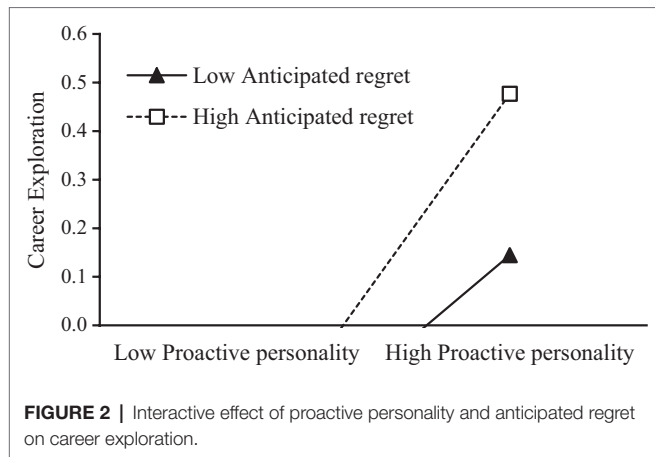 0.6
0.5
0.4
0.3
0.2
0.1
0.0
Career Exploration
Low Anticipated regret
High Anticipated regret
Low Proactive personality
High Proactive personality
FIGURE 2 | Interactive effect of proactive personality and anticipated regret
on career exploration.